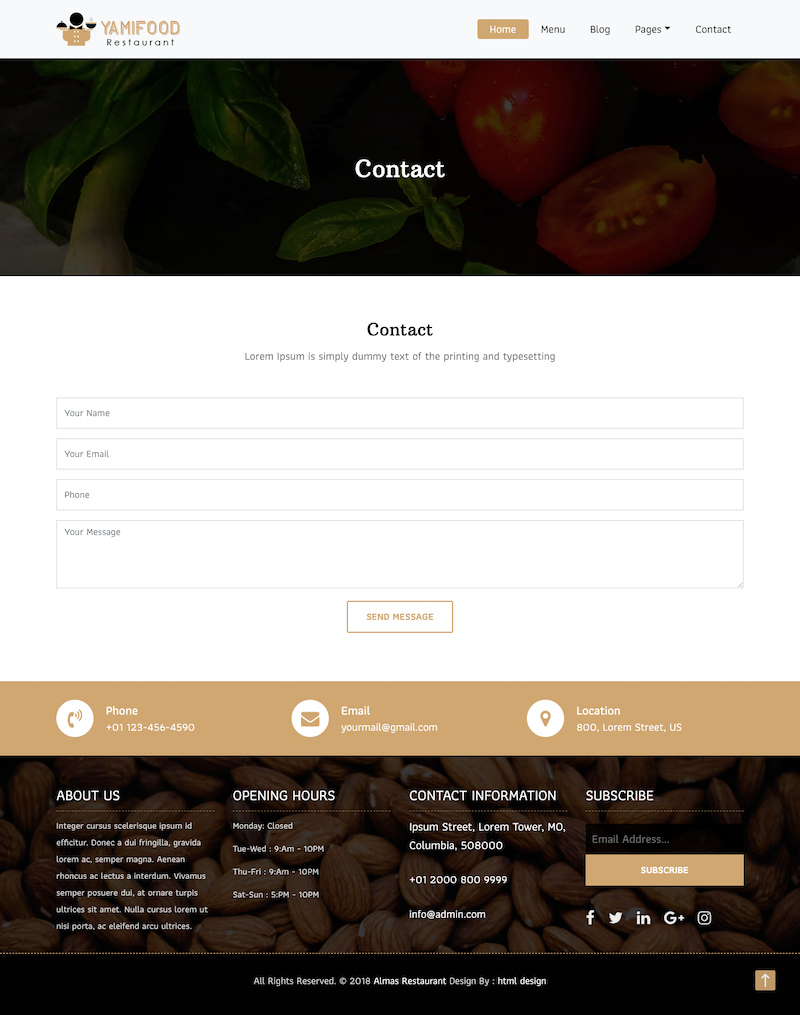 YAMIFOOD
Restaurant
Home
Menu
Blog
Pages
Contact
Contact
Contact
Lorem Ipsum is simply dummy text of the printing and typesetting
Your Name
Your Email
Phone
Your Message
SEND MESSAGE
Phone
+01 123-456-4590
Email
yourmail@gmail.com
Location
800, Lorem Street, US
ABOUT US
Integer cursus scelerisque ipsum id
efficitur. Donec a dui fringilla, gravida
lorem ac, semper magna. Aenean
rhoncus ac lectus a interdum. Vivamus
semper posuere dui, at ornare turpis
ultrices sit amet. Nulla cursus lorem ut
nisi porta, ac eleifend arcu ultrices.
OPENING HOURS
Monday: Closed
Tue-Wed : 9:Am - 10PM
Thu-Fri : 9:Am - 10PM
Sat-Sun : 5:PM - 10PM
CONTACT INFORMATION
Ipsum Street, Lorem Tower, MO,
Columbia, 508000
+01 2000 800 9999
info@admin.com
SUBSCRIBE
Email Address...
SUBSCRIBE
All Rights Reserved. © 2018 Almas Restaurant Design By : html design